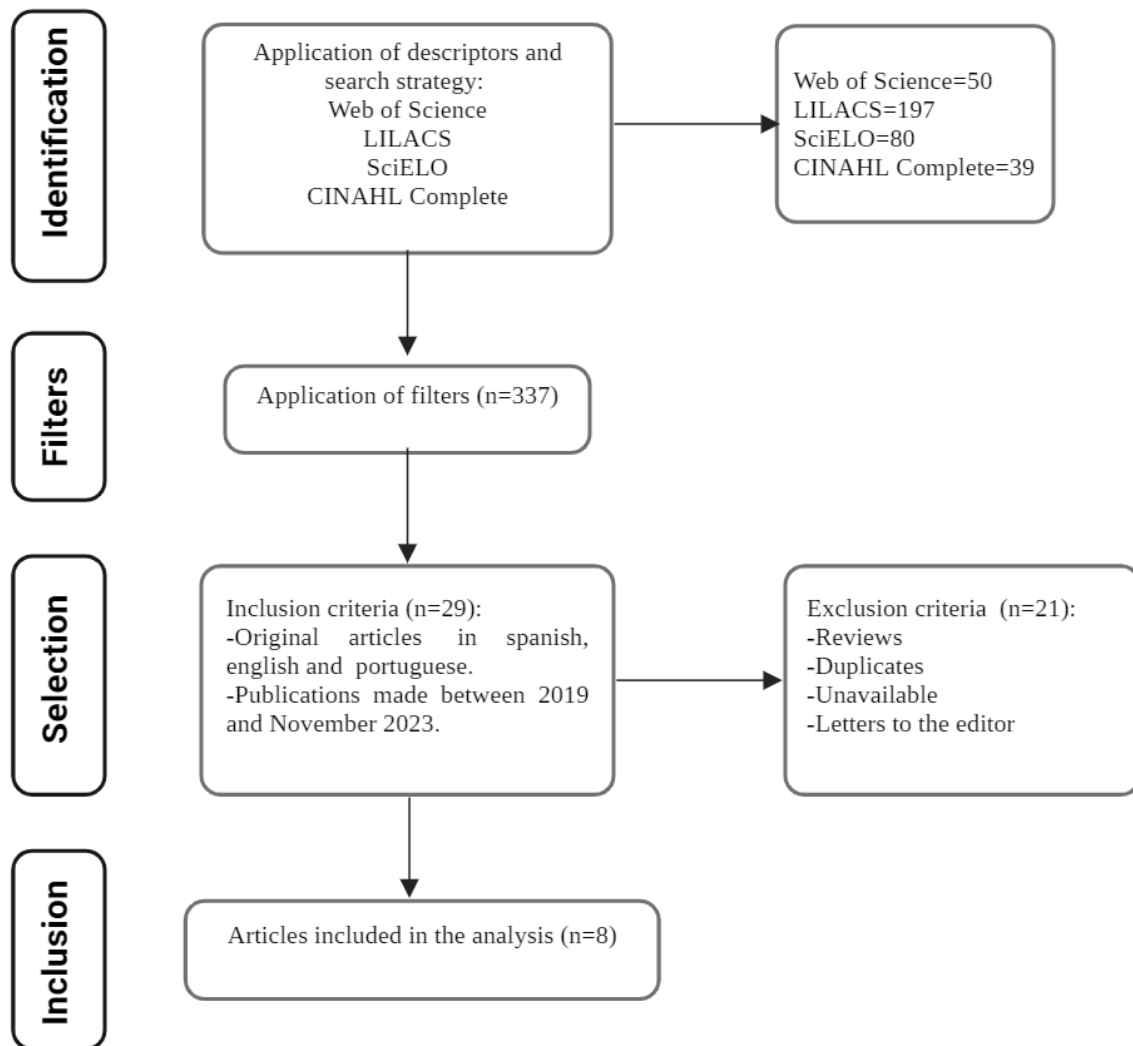 Identification
Application of descriptors and
search strategy:
Web of Science
LILACS
SciELO
CINAHL Complete
Web of Science=50
LILACS=197
SciELO=80
CINAHL Complete=39
Filters
Application of filters (n=337)
Selection
Inclusion criteria (n=29):
-Original articles in spanish,
english and portuguese.
-Publications made between 2019
and November 2023.
Exclusion criteria (n=21):
-Reviews
-Duplicates
-Unavailable
-Letters to the editor
Inclusion
Articles included in the analysis (n=8)